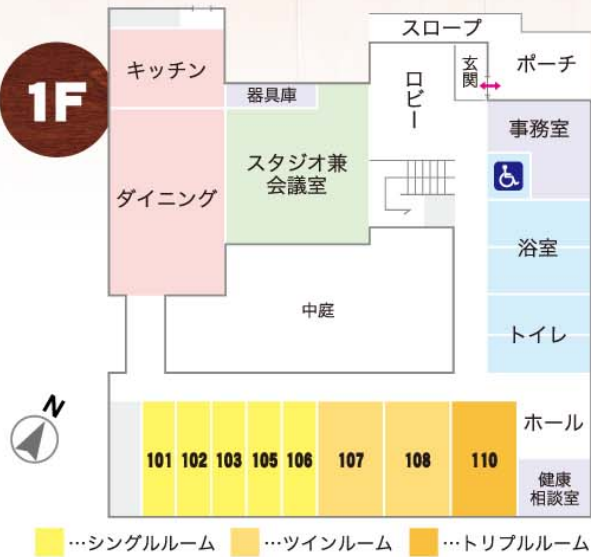 1F
スロープ
キッチン
器具庫
ロビー
玄関
ポーチ
事務室
スタジオ兼
会議室
ダイニング
浴室
中庭
トイレ
N
101
102
103
105
106
107
108
110
ホール
健康
相談室
…シングルルーム
…ツインルーム
…トリプルルーム